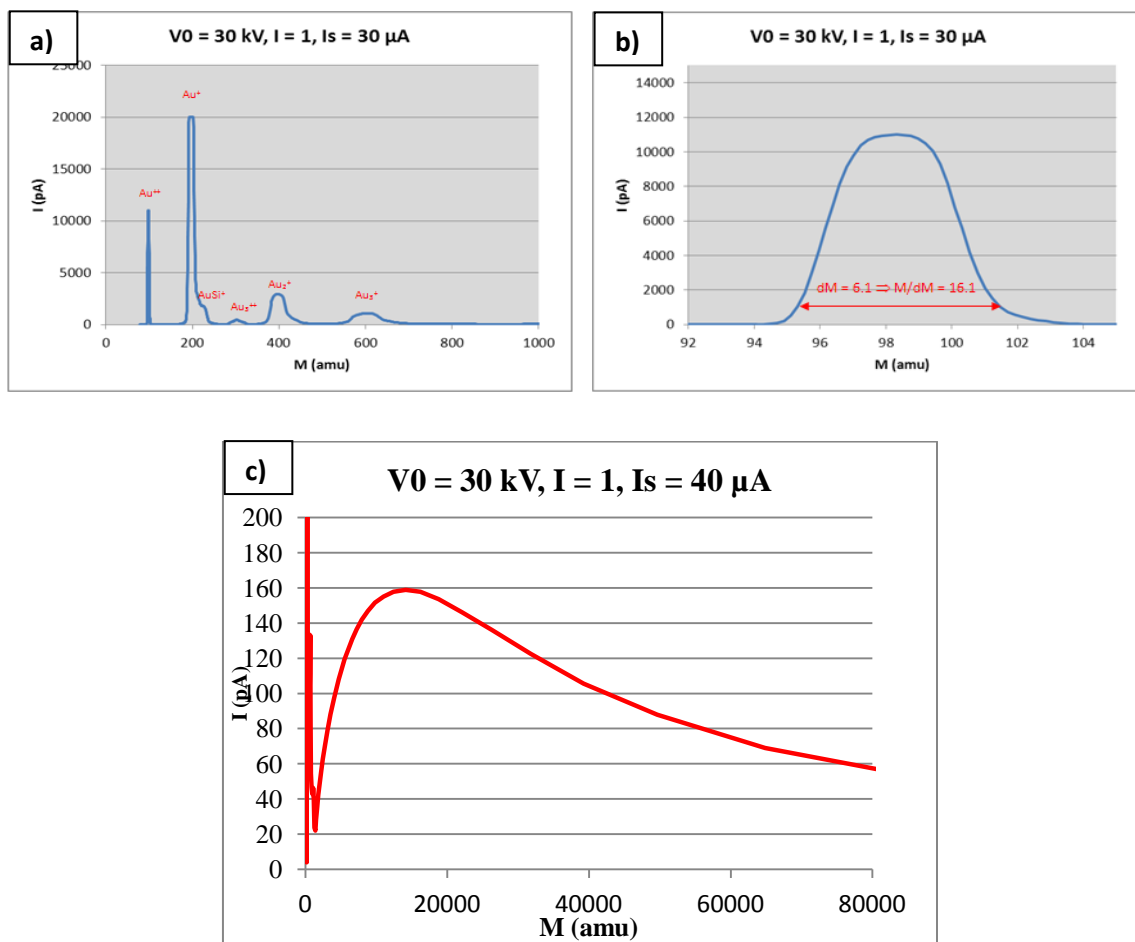 a)
V0 = 30 kV, I = 1, Is = 30 µA
25000
20000
15000
10000
5000
0
I (pA)
Au⁺
Au⁺⁺
AuSi⁺
Au₃⁺⁺
Au₂⁺
Au₃⁺
0 200 400 600 800 1000
M (amu)
b)
V0 = 30 kV, I = 1, Is = 30 µA
14000
12000
10000
8000
6000
4000
2000
0
I (pA)
dM = 6.1 ⇒ M/dM = 16.1
92 94 96 98 100 102 104
M (amu)
c)
V0 = 30 kV, I = 1, Is = 40 µA
200
180
160
140
120
100
80
60
40
20
0
I (pA)
0 20000 40000 60000 80000
M (amu)